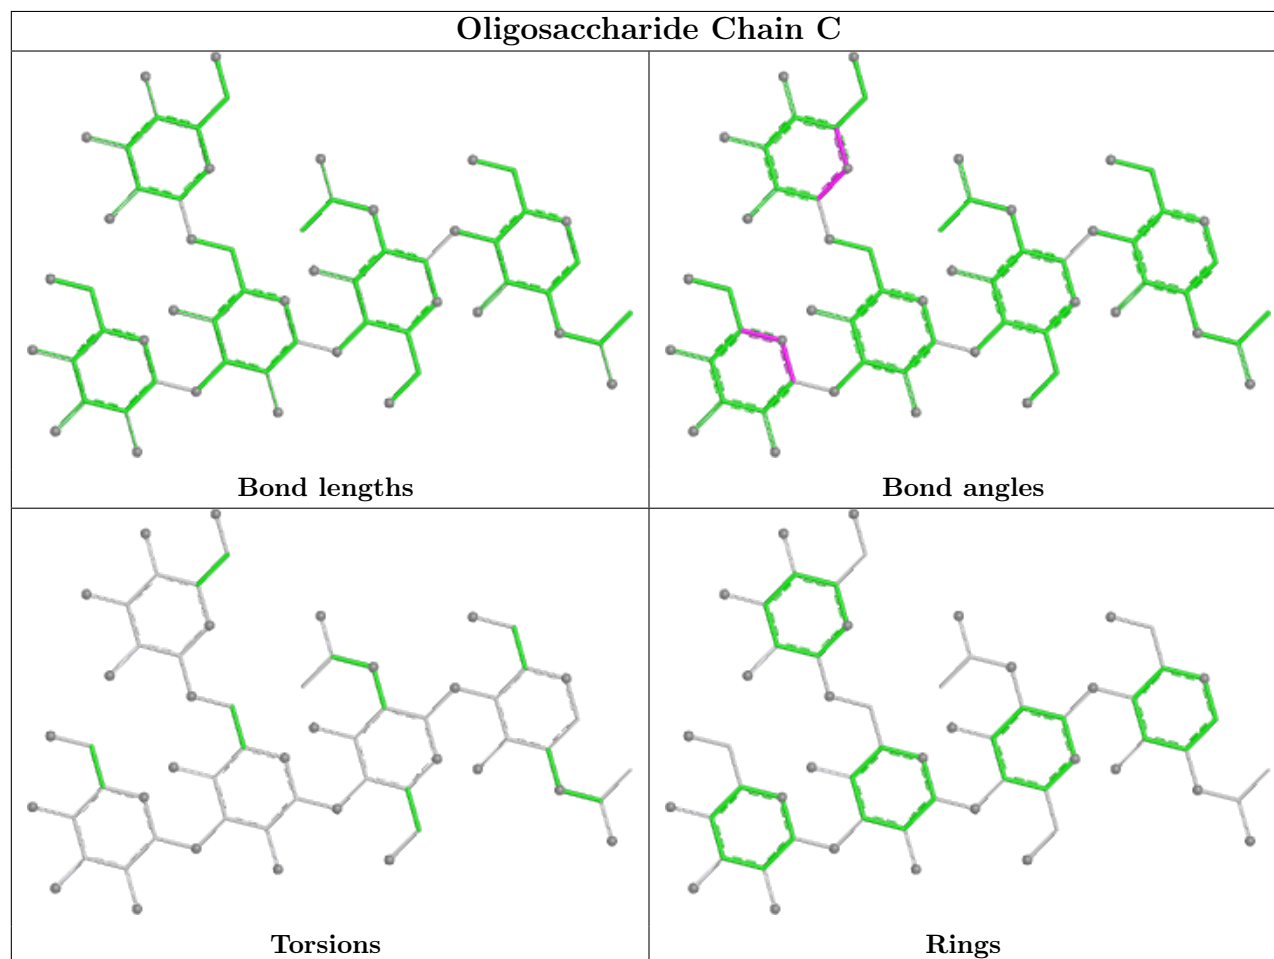 Oligosaccharide Chain C
Bond lengths
Bond angles
Torsions
Rings